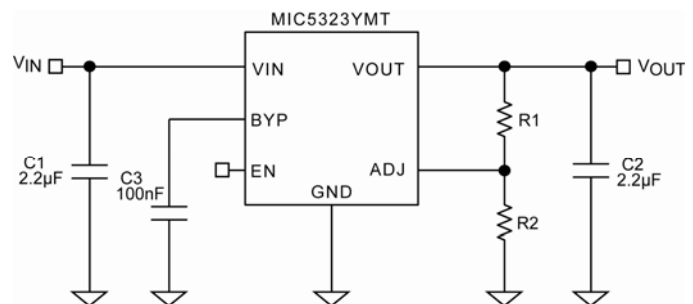 MIC5323YMT
VIN
VIN
VOUT
VOUT
BYP
R1
C1
2.2µF
C3
100nF
EN
ADJ
C2
2.2µF
GND
R2